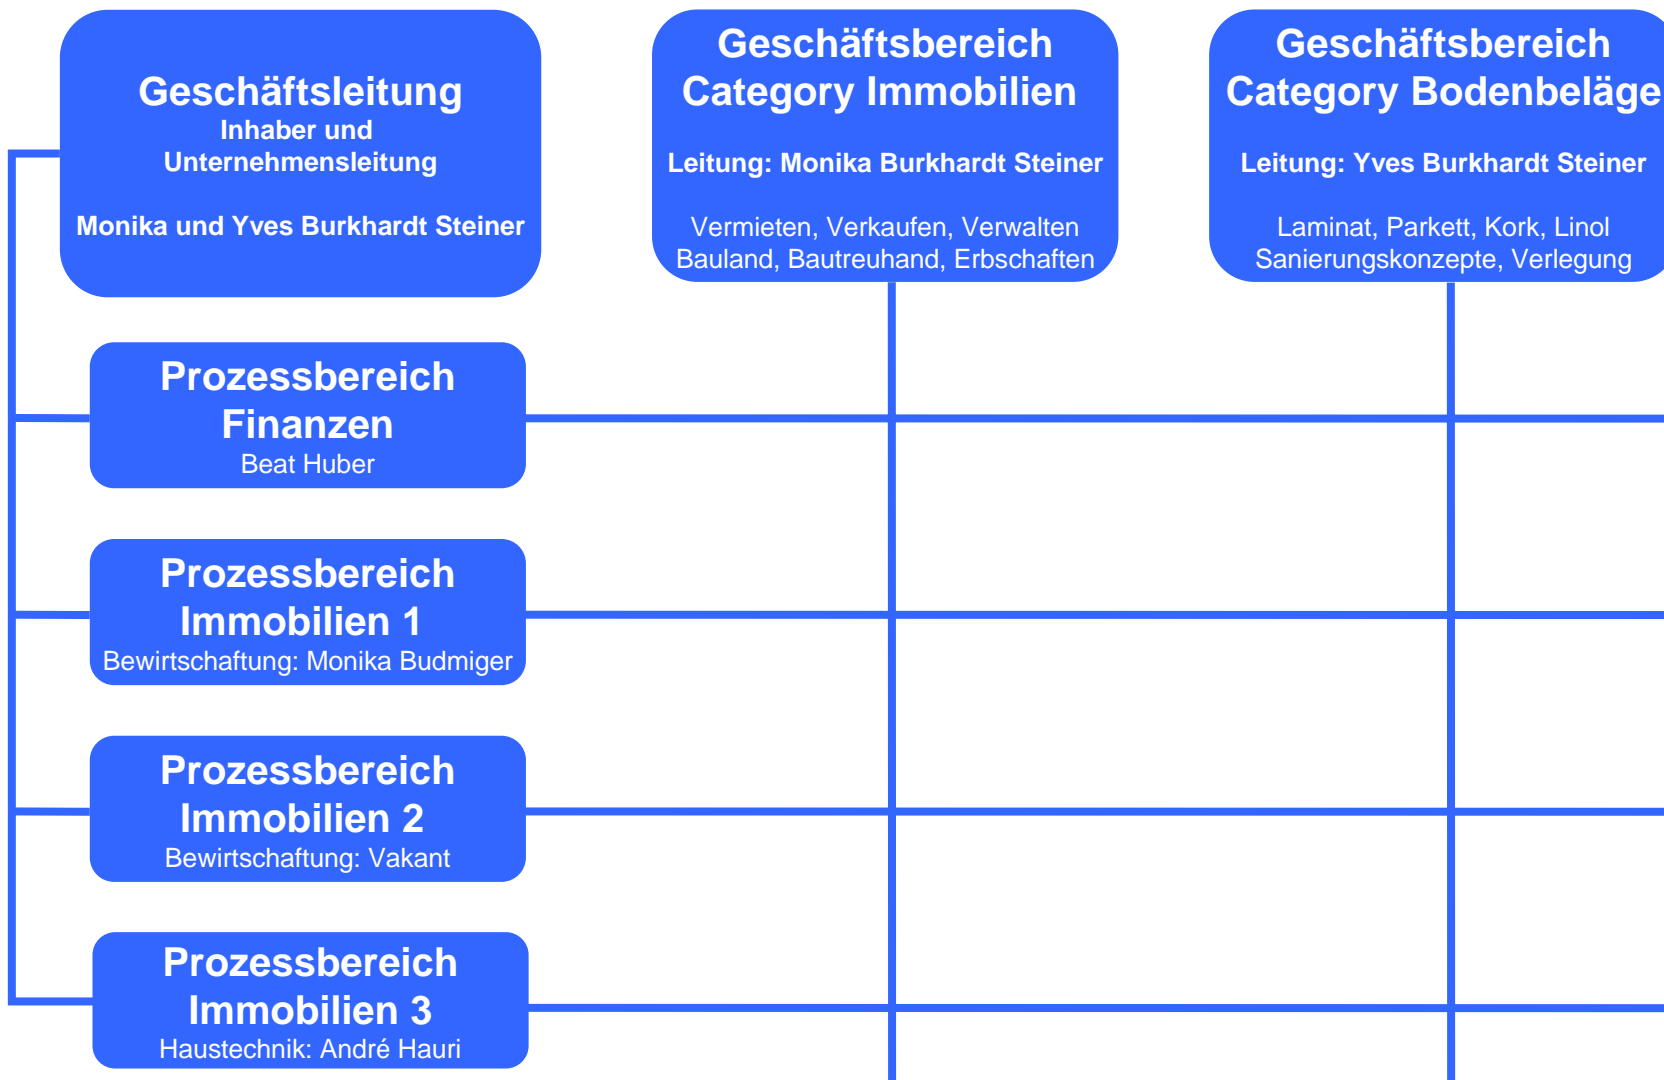 Geschäftsleitung
Inhaber und
Unternehmensleitung
Monika und Yves Burkhardt Steiner
Geschäftsbereich
Category Immobilien
Leitung: Monika Burkhardt Steiner
Vermieten, Verkaufen, Verwalten
Bauland, Bautreuhand, Erbschaften
Geschäftsbereich
Category Bodenbeläge
Leitung: Yves Burkhardt Steiner
Laminat, Parkett, Kork, Linol
Sanierungskonzepte, Verlegung
Prozessbereich
Finanzen
Beat Huber
Prozessbereich
Immobilien 1
Bewirtschaftung: Monika Budmiger
Prozessbereich
Immobilien 2
Bewirtschaftung: Vakant
Prozessbereich
Immobilien 3
Haustechnik: André Hauri